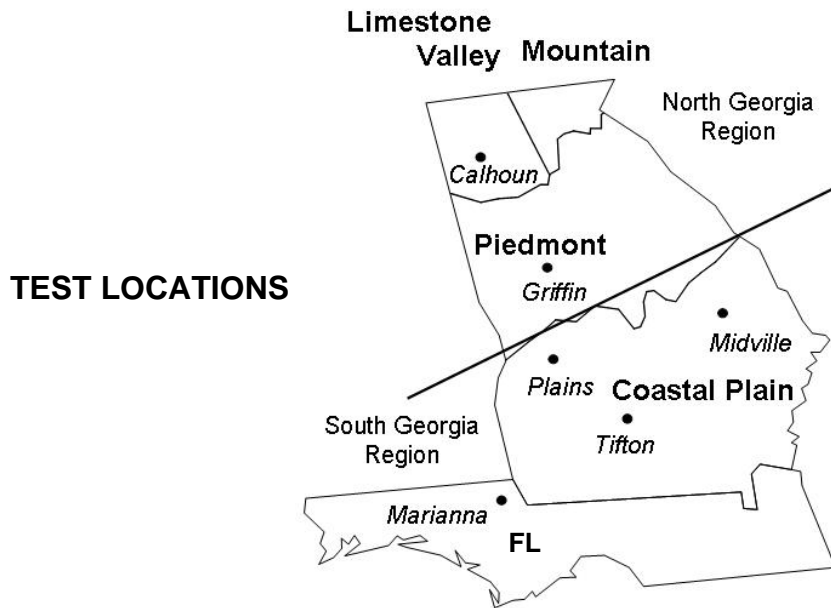 Limestone
Valley
Mountain
North Georgia
Region
Calhoun
Piedmont
Griffin
TEST LOCATIONS
Midville
Plains
Coastal Plain
South Georgia
Region
Tifton
Marianna
FL